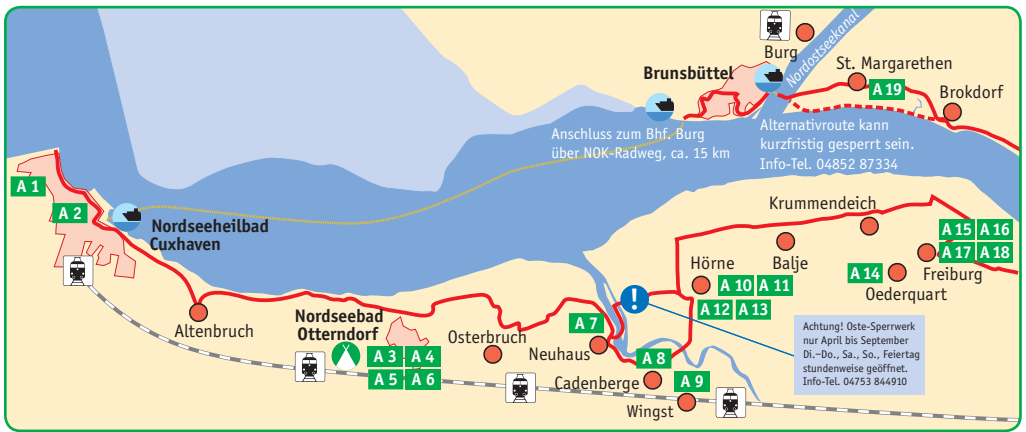 Burg
Nordostseekanal
Brunsbüttel
St. Margarethen
A 19
Brokdorf
Anschluss zum Bhf. Burg
über NOK-Radweg, ca. 15 km
Alternativroute kann
kurzfristig gesperrt sein.
Info-Tel. 04852 87334
A 1
A 2
Nordseeheilbad
Cuxhaven
Krummendeich
A 15
A 16
A 17
A 18
Freiburg
Balje
Hörne
A 10
A 11
A 12
A 13
A 14
Oederquart
!
Altenbruch
Nordseebad
Otterndorf
A 3
A 4
A 5
A 6
Osterbruch
A 7
Neuhaus
A 8
Cadenberge
A 9
Wingst
Achtung! Oste-Sperrwerk
nur April bis September
Di.–Do., Sa., So., Feiertag
stundenweise geöffnet.
Info-Tel. 04753 844910